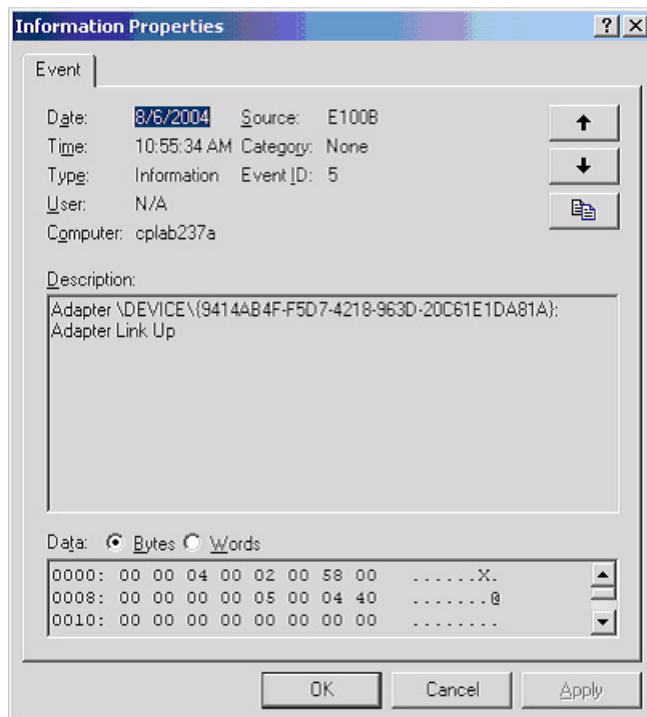 Information Properties
Event
Date: 8/6/2004 Source: E100B
Time: 10:55:34 AM Category: None
Type: Information Event ID: 5
User: N/A
Computer: cplab237a
Description:
Adapter \DEVICE\{9414AB4F-F5D7-4218-963D-20C61E1DA81A}:
Adapter Link Up
Data: Bytes Words
0000: 00 00 04 00 02 00 58 00 ......X.
0008: 00 00 00 00 05 00 04 40 .......@
0010: 00 00 00 00 00 00 00 00 ........
OK Cancel Apply